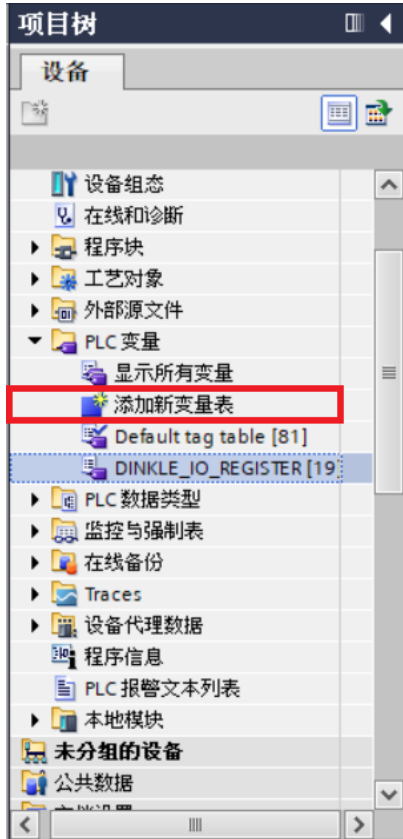 项目树
设备
设备组态
在线和诊断
程序块
工艺对象
外部源文件
PLC 变量
显示所有变量
添加新变量表
Default tag table [81]
DINKLE_IO_REGISTER [19]
PLC 数据类型
监控与强制表
在线备份
Traces
设备代理数据
程序信息
PLC 报警文本列表
本地模块
未分组的设备
公共数据